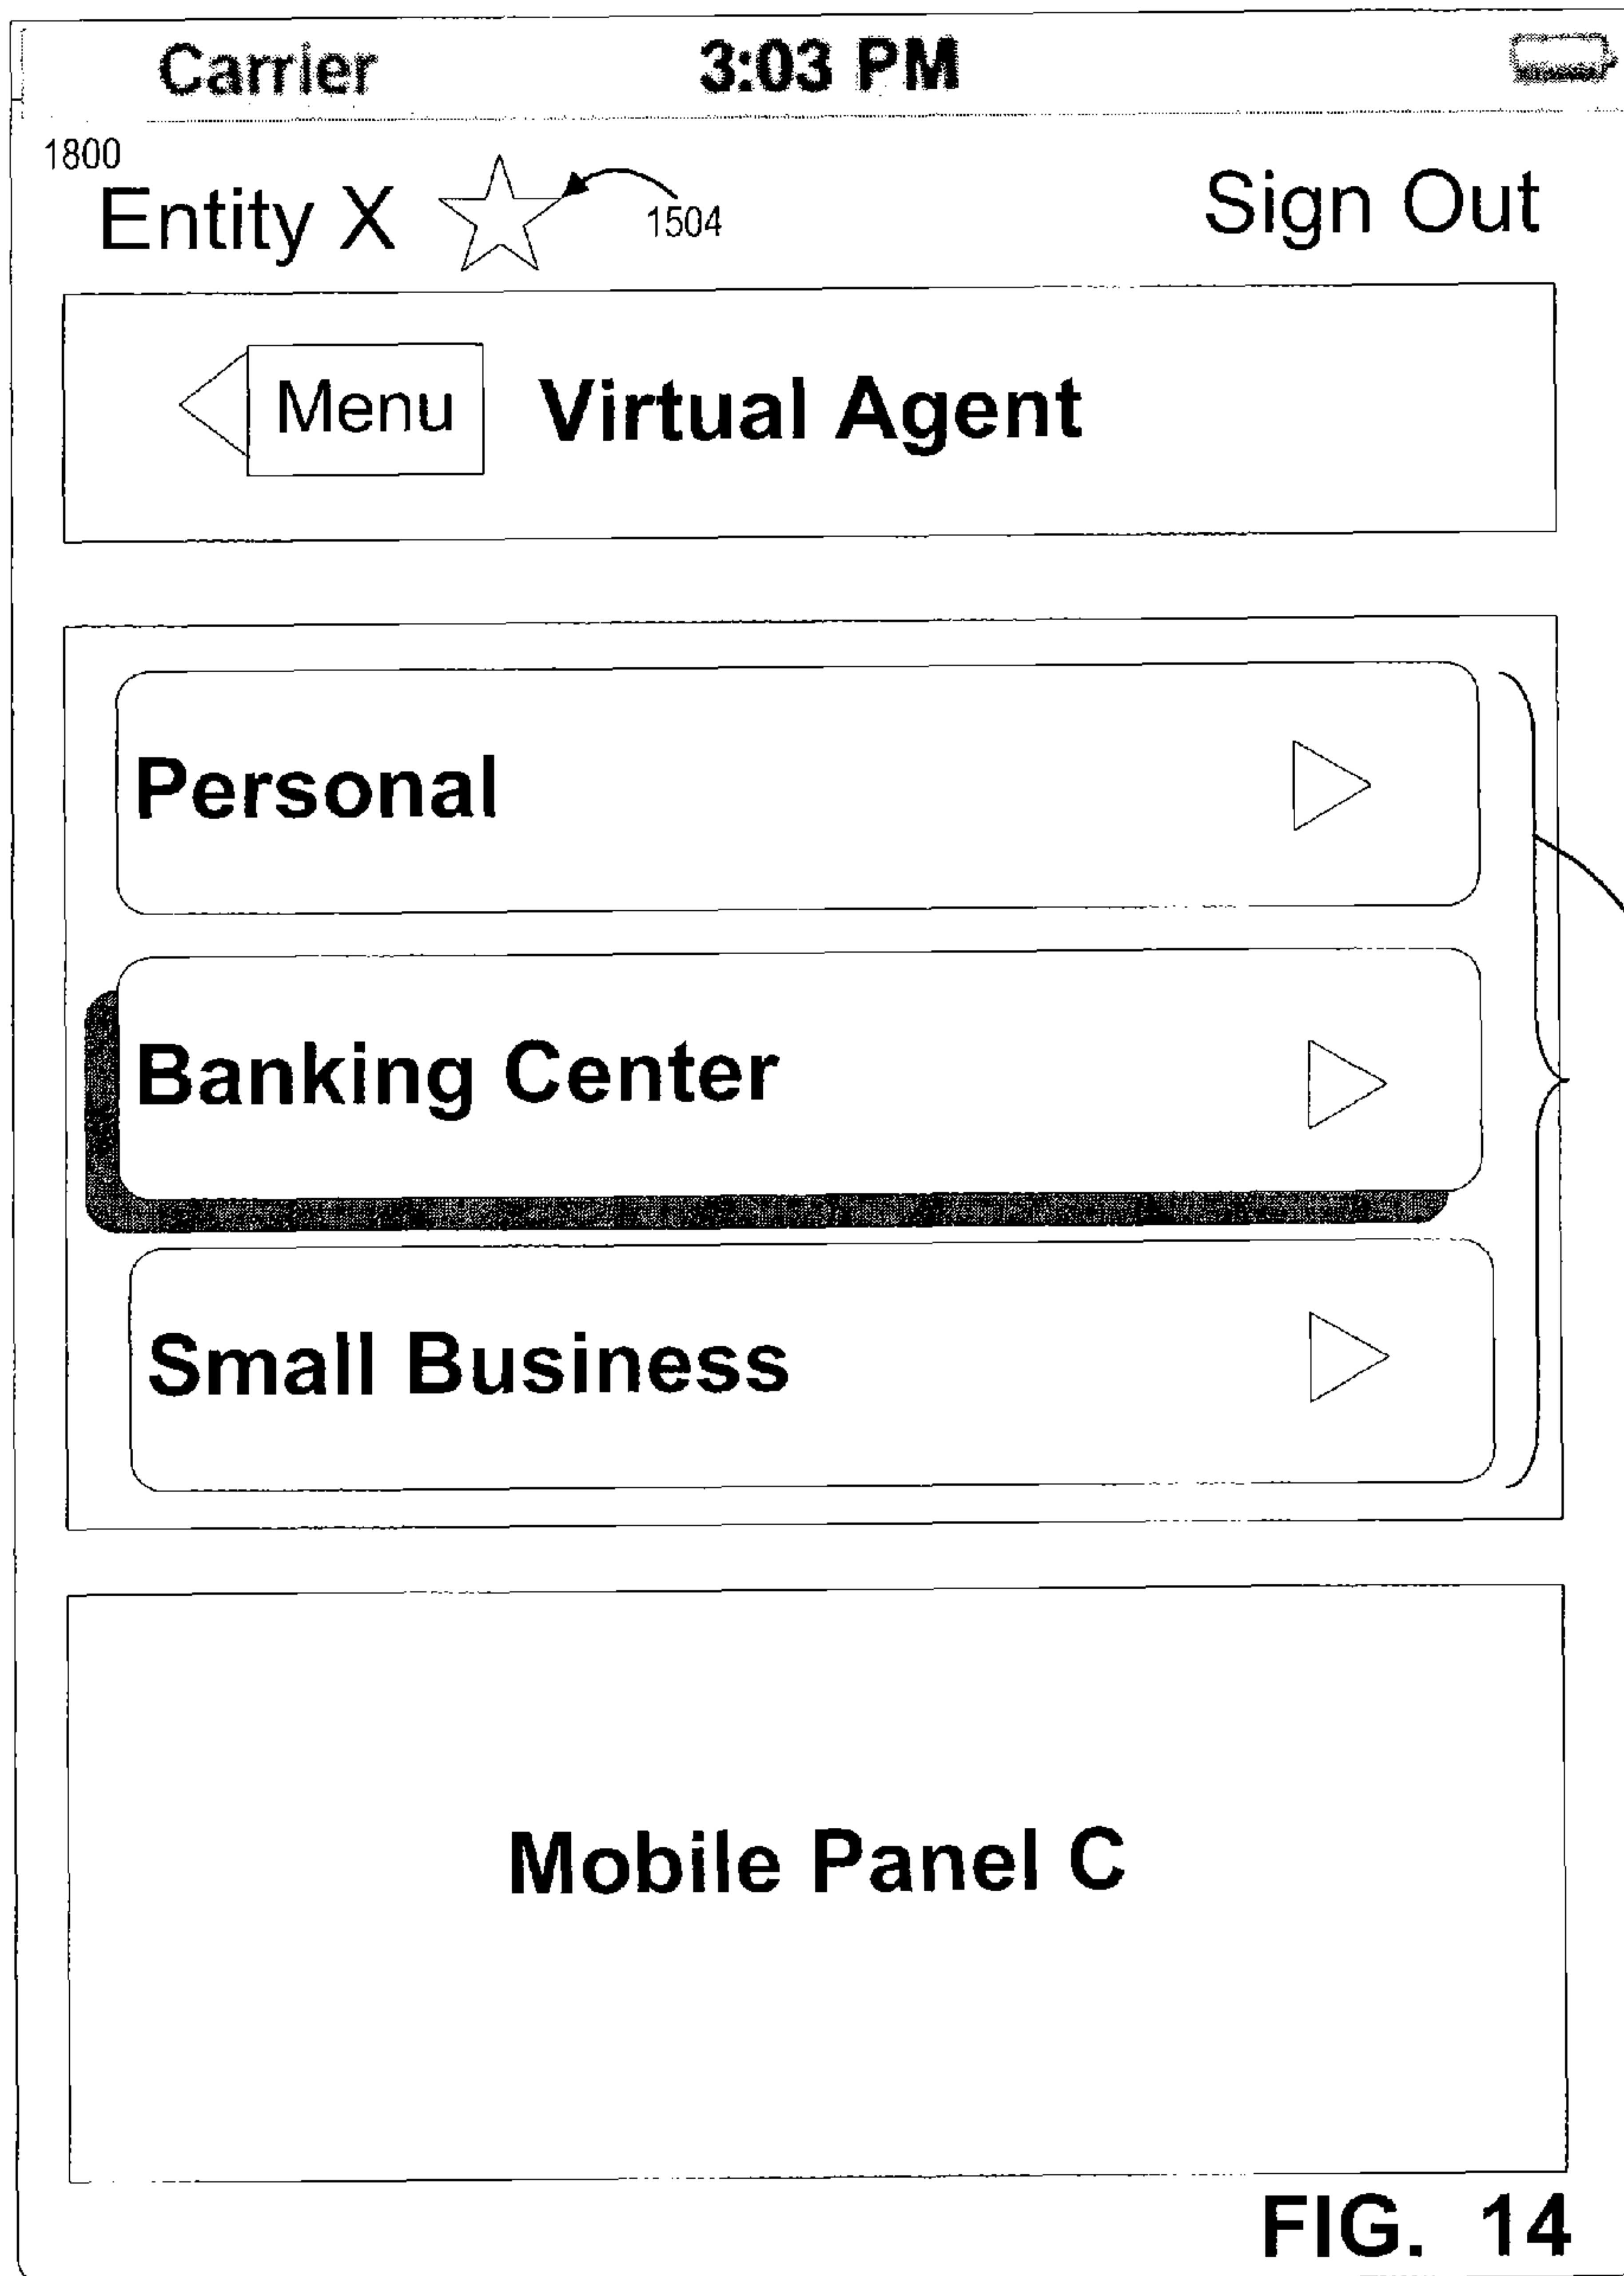 Carrier 3:03 PM
1800
Entity X 1504 Sign Out
Menu Virtual Agent
Personal
Banking Center
Small Business
Mobile Panel C
FIG. 14